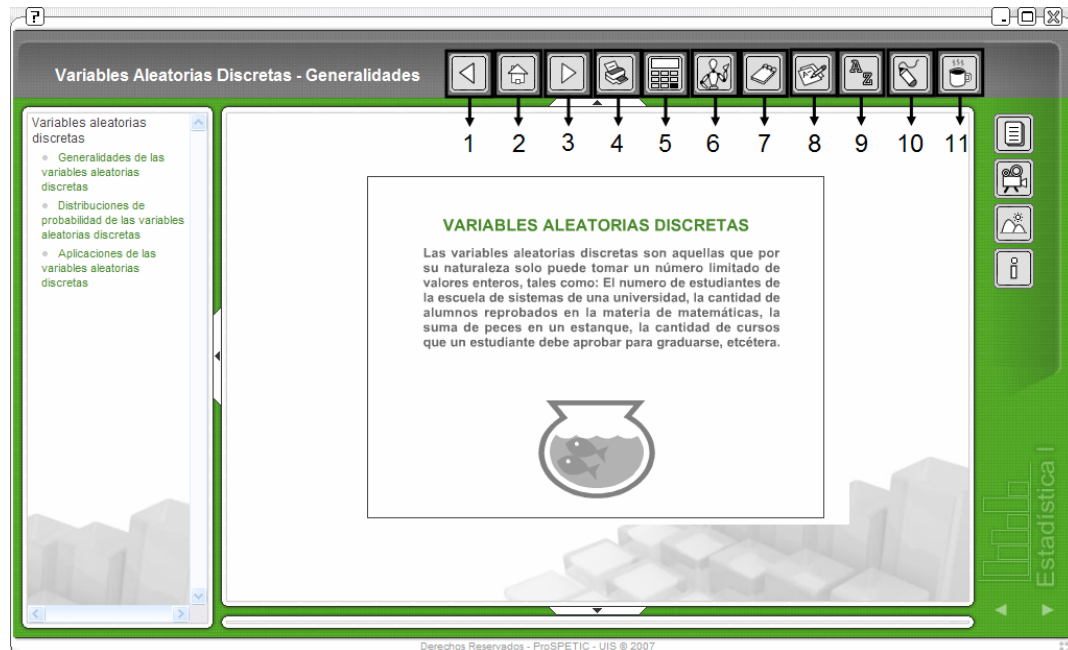 ?
Variables Aleatorias Discretas - Generalidades
A
Z
1 2 3 4 5 6 7 8 9 10 11
Variables aleatorias
discretas
Generalidades de las
variables aleatorias
discretas
Distribuciones de
probabilidad de las variables
aleatorias discretas
Aplicaciones de las
variables aleatorias
discretas
VARIABLES ALEATORIAS DISCRETAS
Las variables aleatorias discretas son aquellas que por
su naturaleza solo puede tomar un número limitado de
valores enteros, tales como: El numero de estudiantes de
la escuela de sistemas de una universidad, la cantidad de
alumnos reprobados en la materia de matemáticas, la
suma de peces en un estanque, la cantidad de cursos
que un estudiante debe aprobar para graduarse, etcétera.
i
Estadística I
Derechos Reservados - ProSPETIC - UIS © 2007